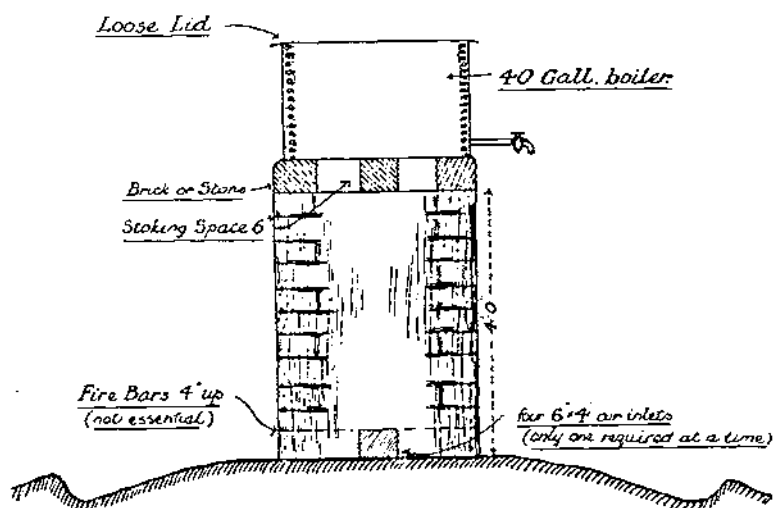 Loose Lid
40 Gall. boiler
Brick or Stone
Stoking Space 6
4.0
Fire Bars 4" up
(not essential)
four 6"x4" air inlets
(only one required at a time)